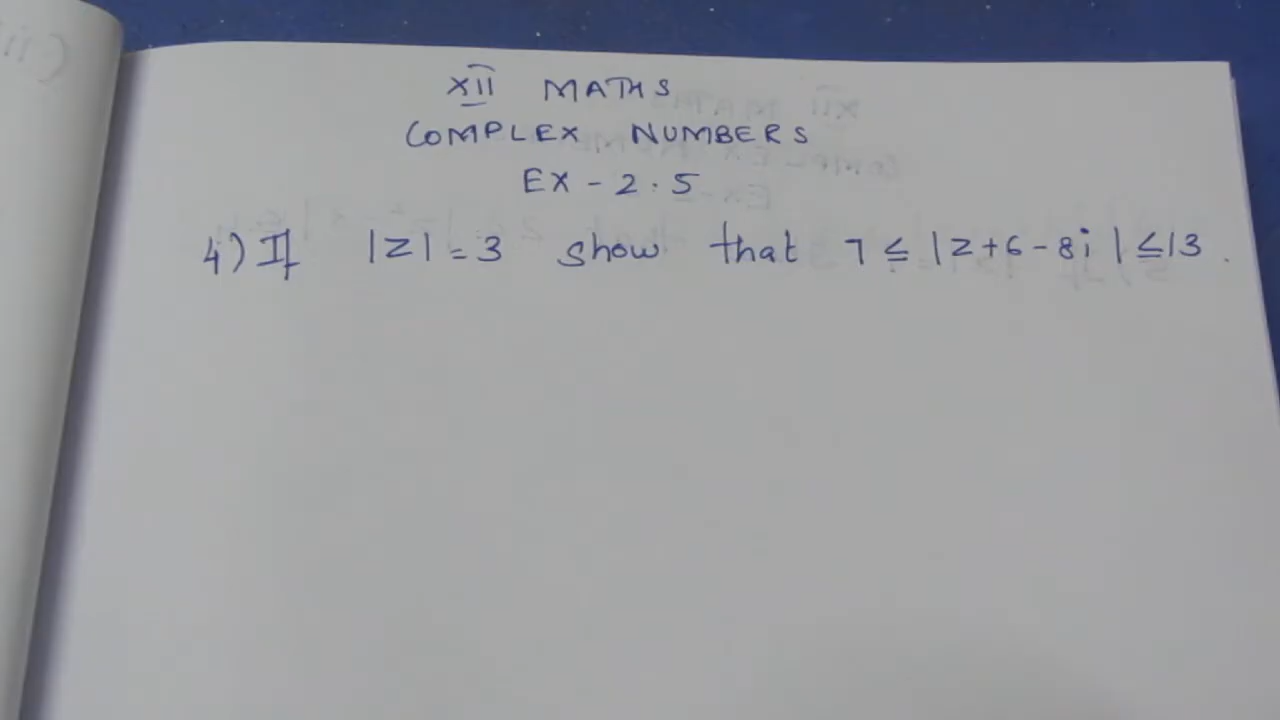 XII MATHS
COMPLEX NUMBERS
EX - 2.5
4) If |z| = 3 show that 7 ≤ |z+6-8i| ≤ 13.